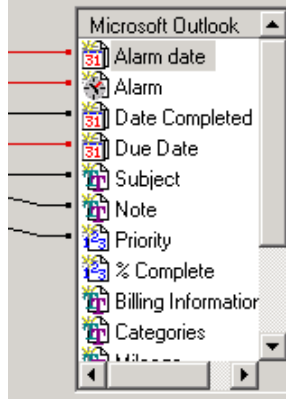 Microsoft Outlook
Alarm date
Alarm
Date Completed
Due Date
Subject
Note
Priority
% Complete
Billing Information
Categories